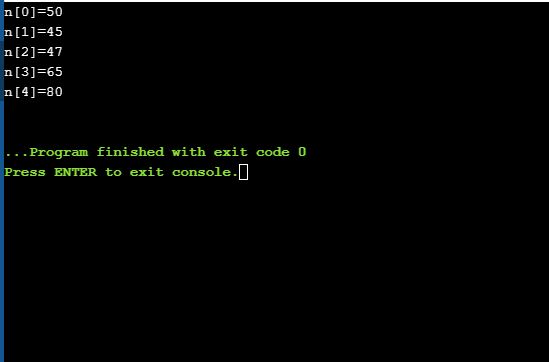 n[0]=50
n[1]=45
n[2]=47
n[3]=65
n[4]=80
...Program finished with exit code 0
Press ENTER to exit console.